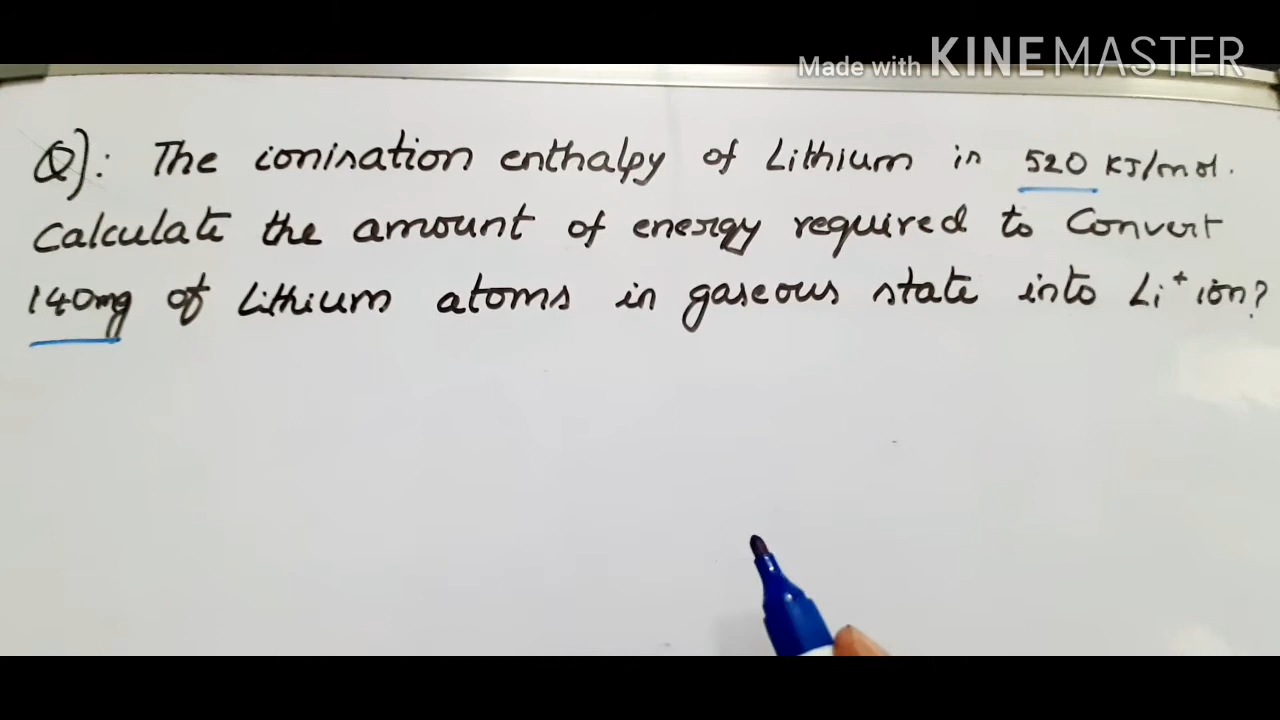 Made with KINEMASTER
Q): The ionisation enthalpy of Lithium is 520 KJ/mol.
Calculate the amount of energy required to Convert
140mg of Lithium atoms in gaseous state into Li⁺ ion?